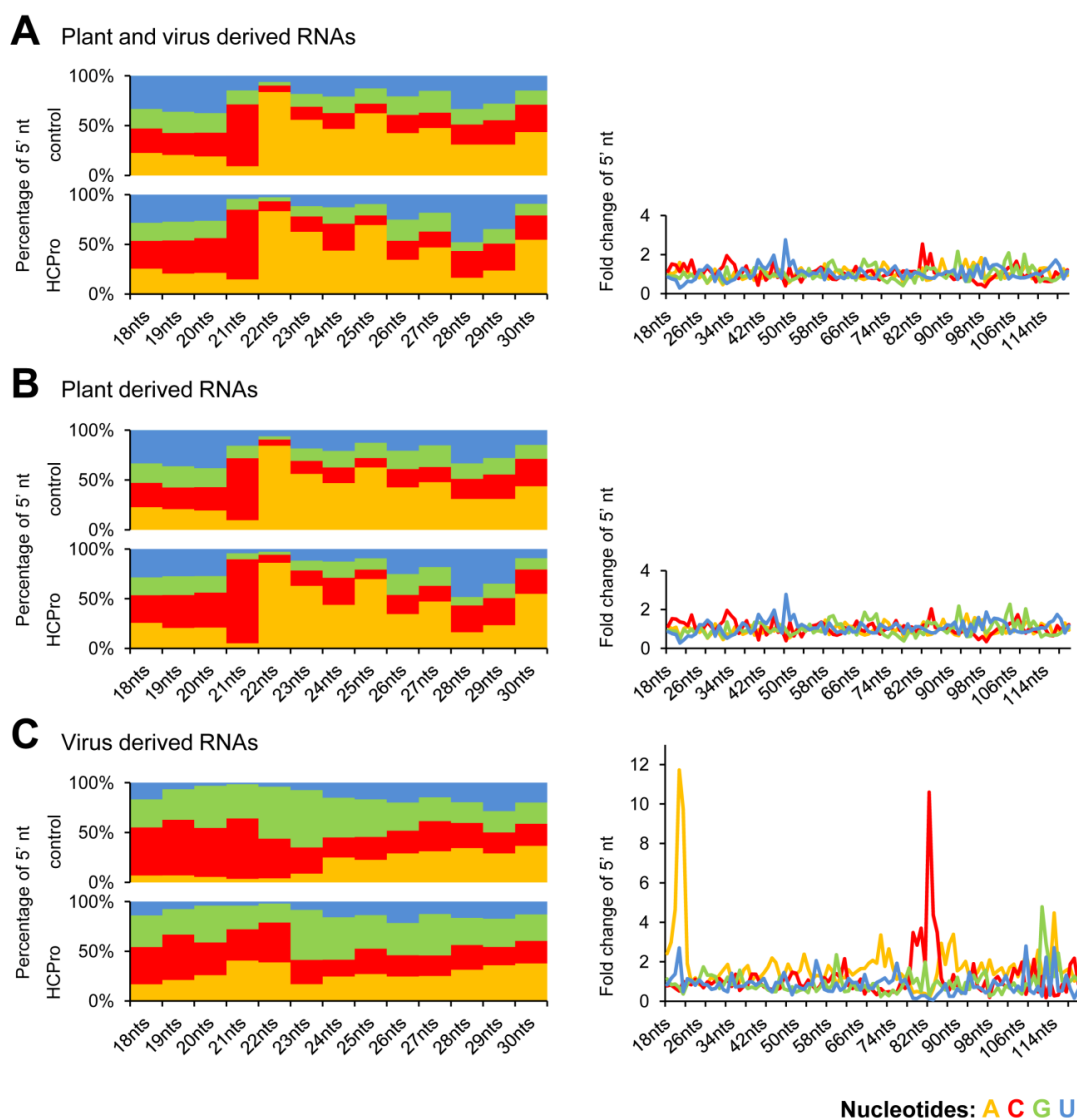 A Plant and virus derived RNAs
Percentage of 5' nt
control
100%
50%
0%
HCPro
100%
50%
0%
18nts 19nts 20nts 21nts 22nts 23nts 24nts 25nts 26nts 27nts 28nts 29nts 30nts
Fold change of 5' nt
4
2
0
18nts 26nts 34nts 42nts 50nts 58nts 66nts 74nts 82nts 90nts 98nts 106nts 114nts
B Plant derived RNAs
Percentage of 5' nt
control
100%
50%
0%
HCPro
100%
50%
0%
18nts 19nts 20nts 21nts 22nts 23nts 24nts 25nts 26nts 27nts 28nts 29nts 30nts
Fold change of 5' nt
4
2
0
18nts 26nts 34nts 42nts 50nts 58nts 66nts 74nts 82nts 90nts 98nts 106nts 114nts
C Virus derived RNAs
Percentage of 5' nt
control
100%
50%
0%
HCPro
100%
50%
0%
18nts 19nts 20nts 21nts 22nts 23nts 24nts 25nts 26nts 27nts 28nts 29nts 30nts
Fold change of 5' nt
12
10
8
6
4
2
0
18nts 26nts 34nts 42nts 50nts 58nts 66nts 74nts 82nts 90nts 98nts 106nts 114nts
Nucleotides: A C G U